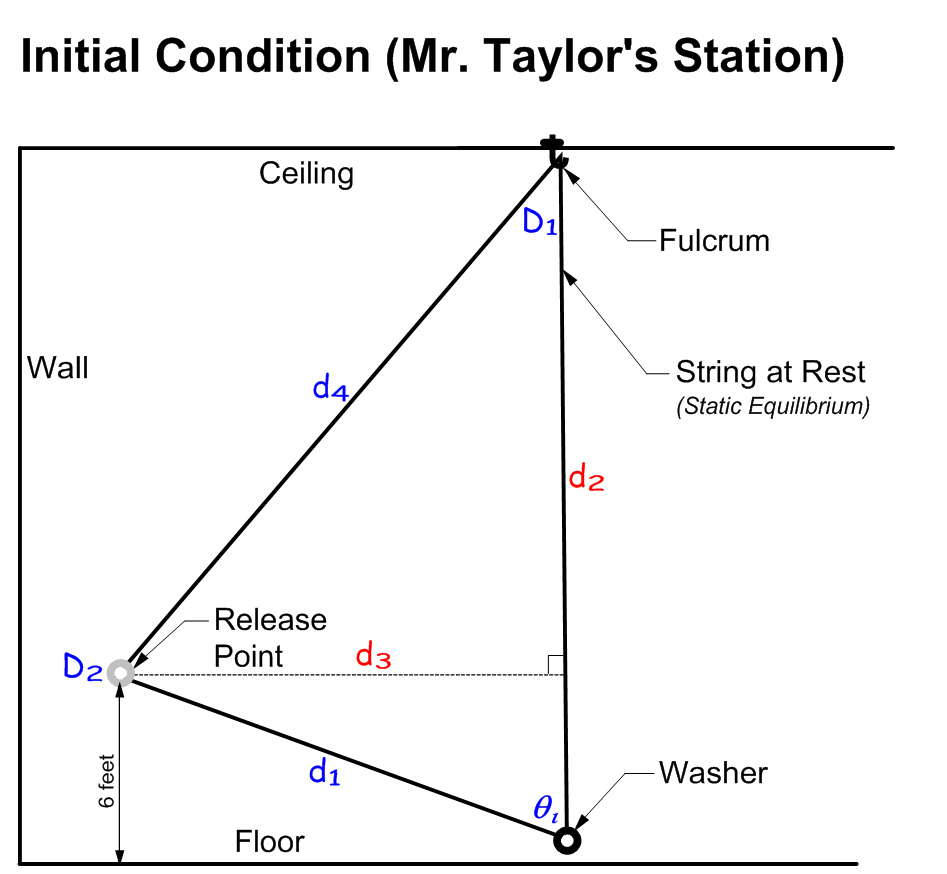 Initial Condition (Mr. Taylor's Station)
Ceiling
D1
Fulcrum
Wall
d4
String at Rest
(Static Equilibrium)
d2
Release
Point
d3
D2
6 feet
d1
Washer
θι
Floor